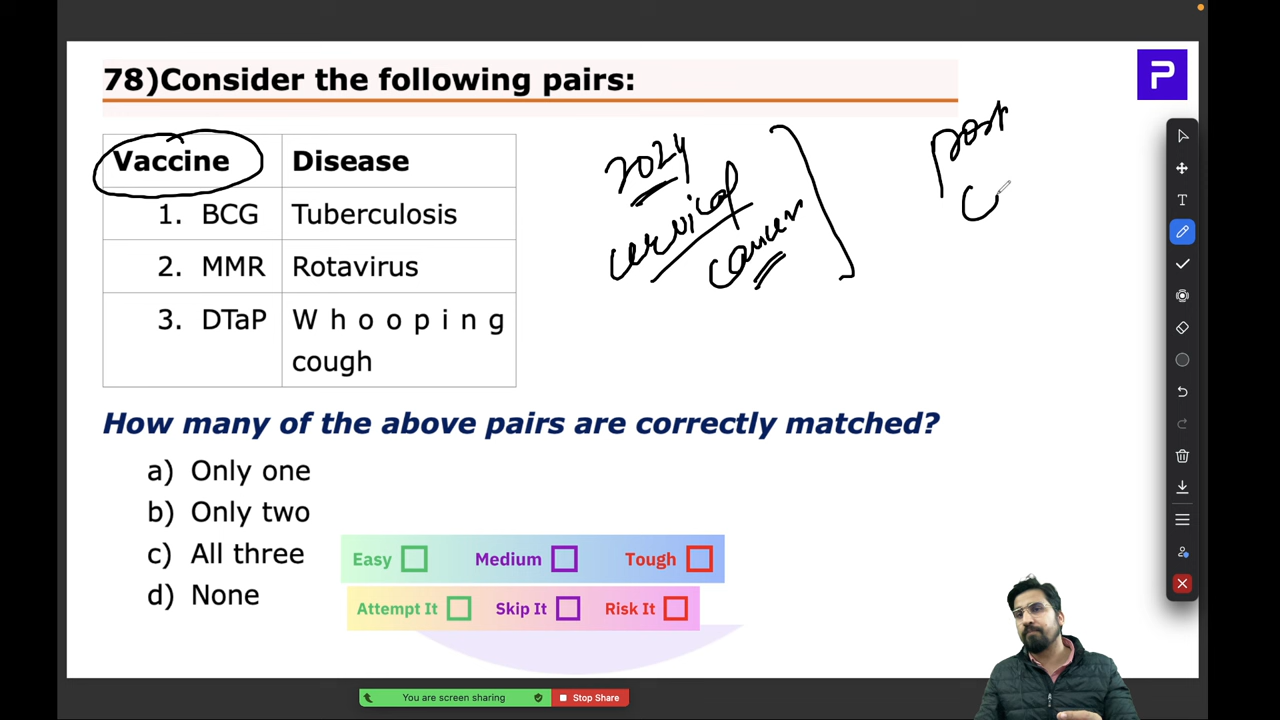 78)Consider the following pairs:
P
Vaccine Disease
1. BCG Tuberculosis
2. MMR Rotavirus
3. DTaP Whooping
cough
2024
cervical
cancer
post
C
How many of the above pairs are correctly matched?
a) Only one
b) Only two
c) All three
d) None
Easy Medium Tough
Attempt It Skip It Risk It
T
You are screen sharing Stop Share